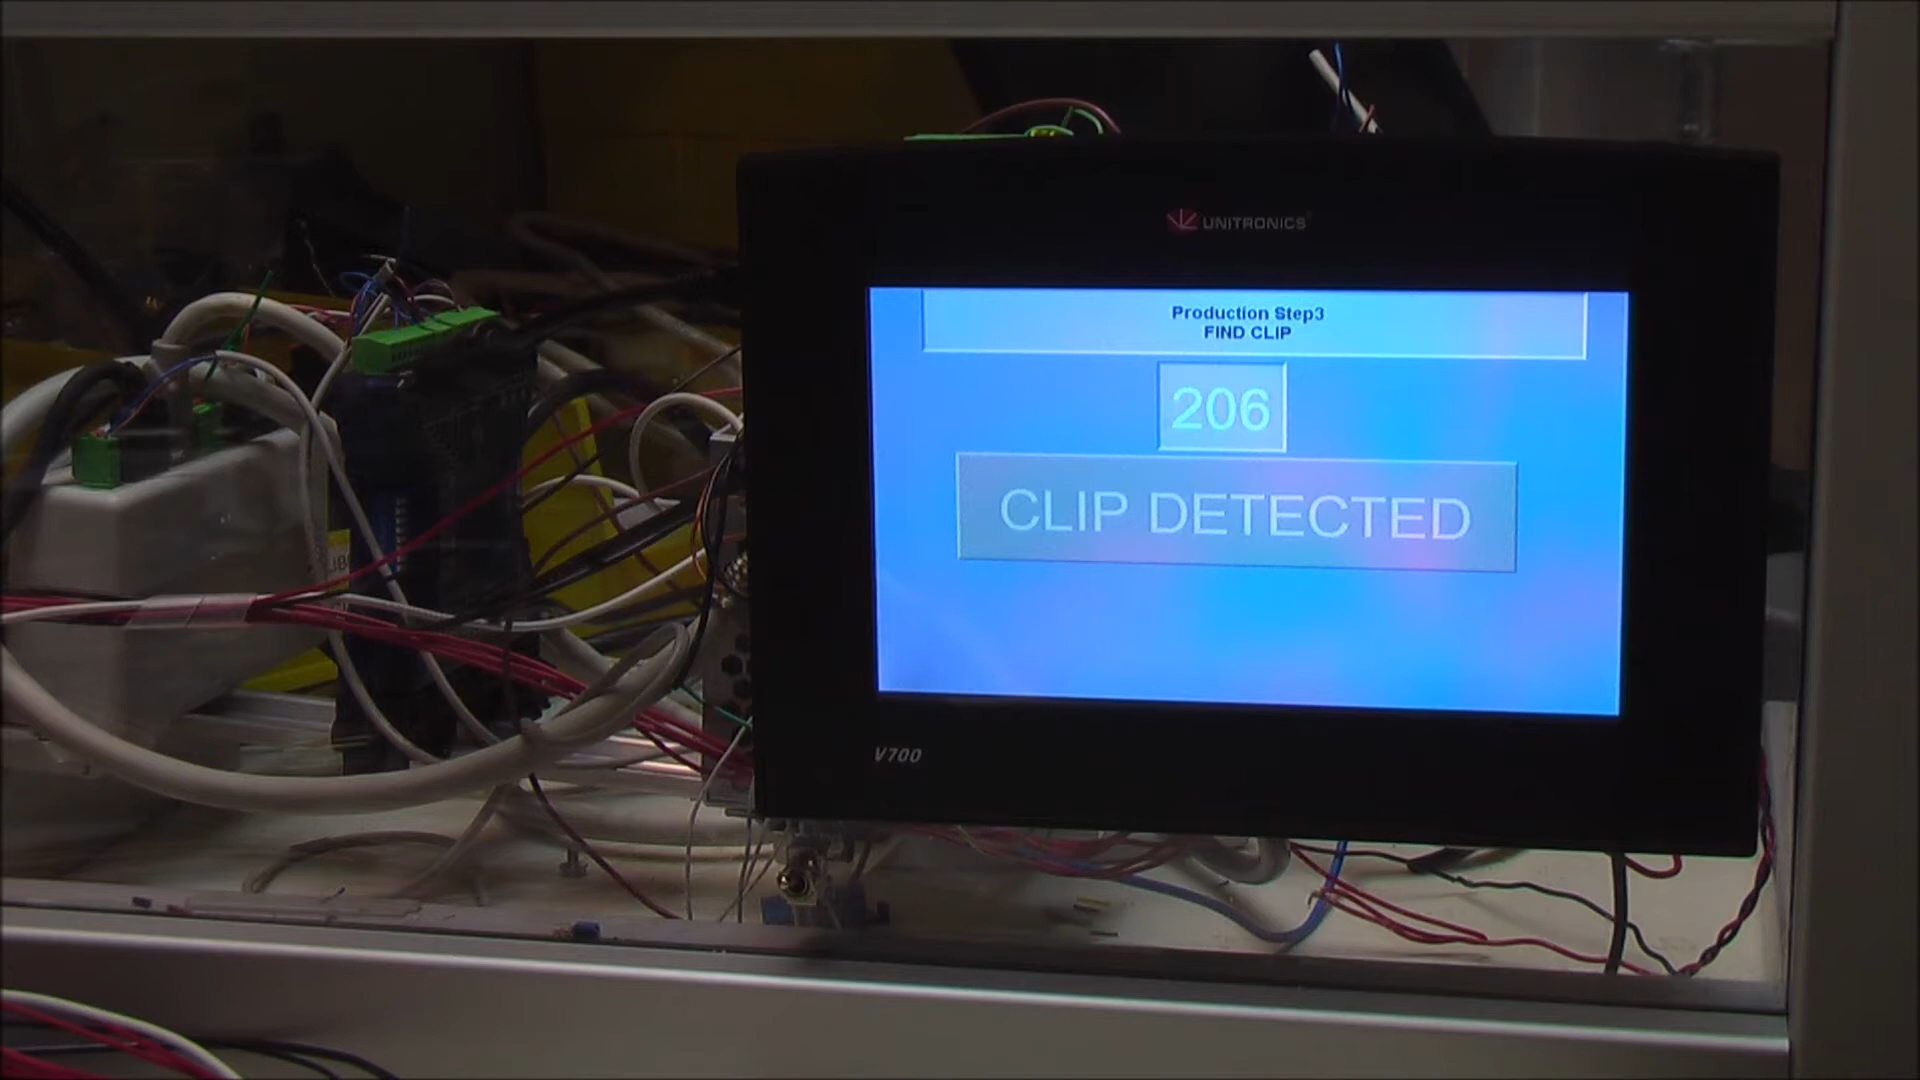 UNITRONICS
Production Step3
FIND CLIP
206
CLIP DETECTED
V700